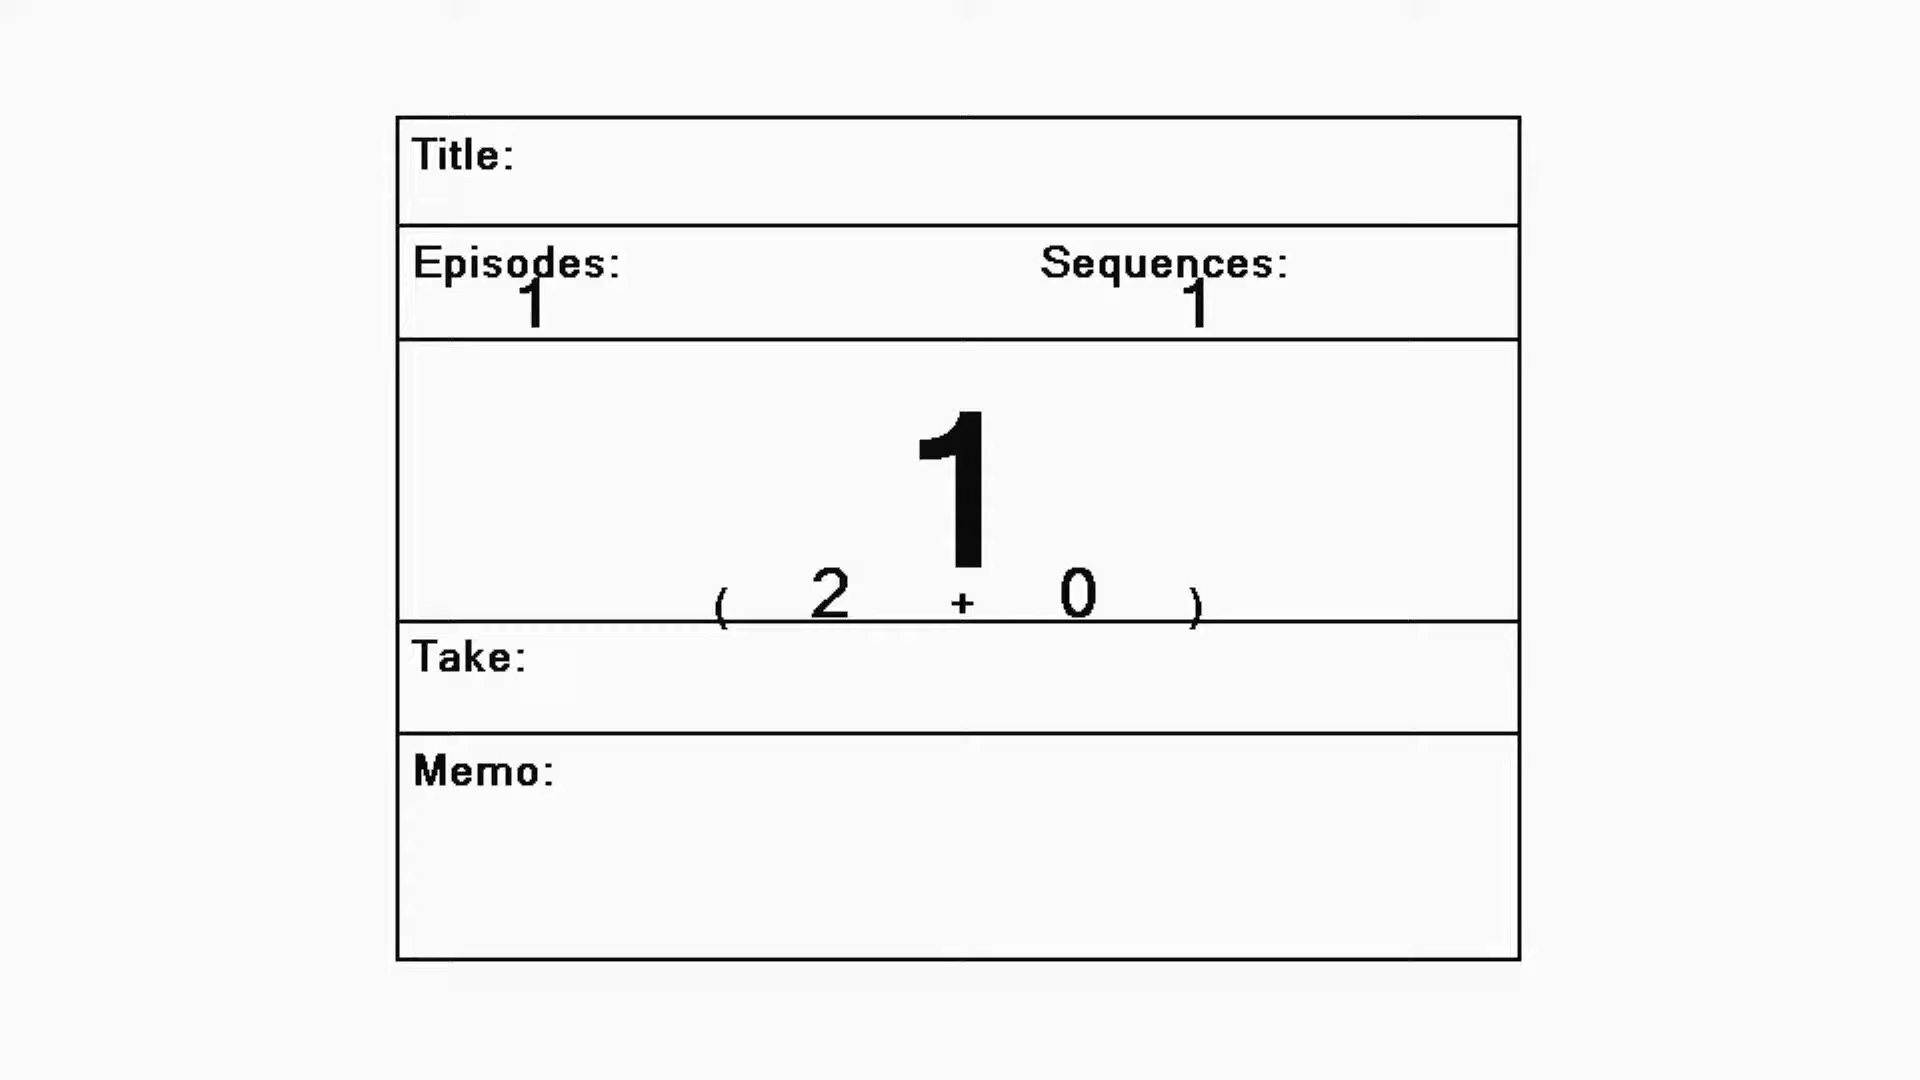 Title:
Episodes: Sequences:
1 1
1
( 2 + 0 )
Take:
Memo: